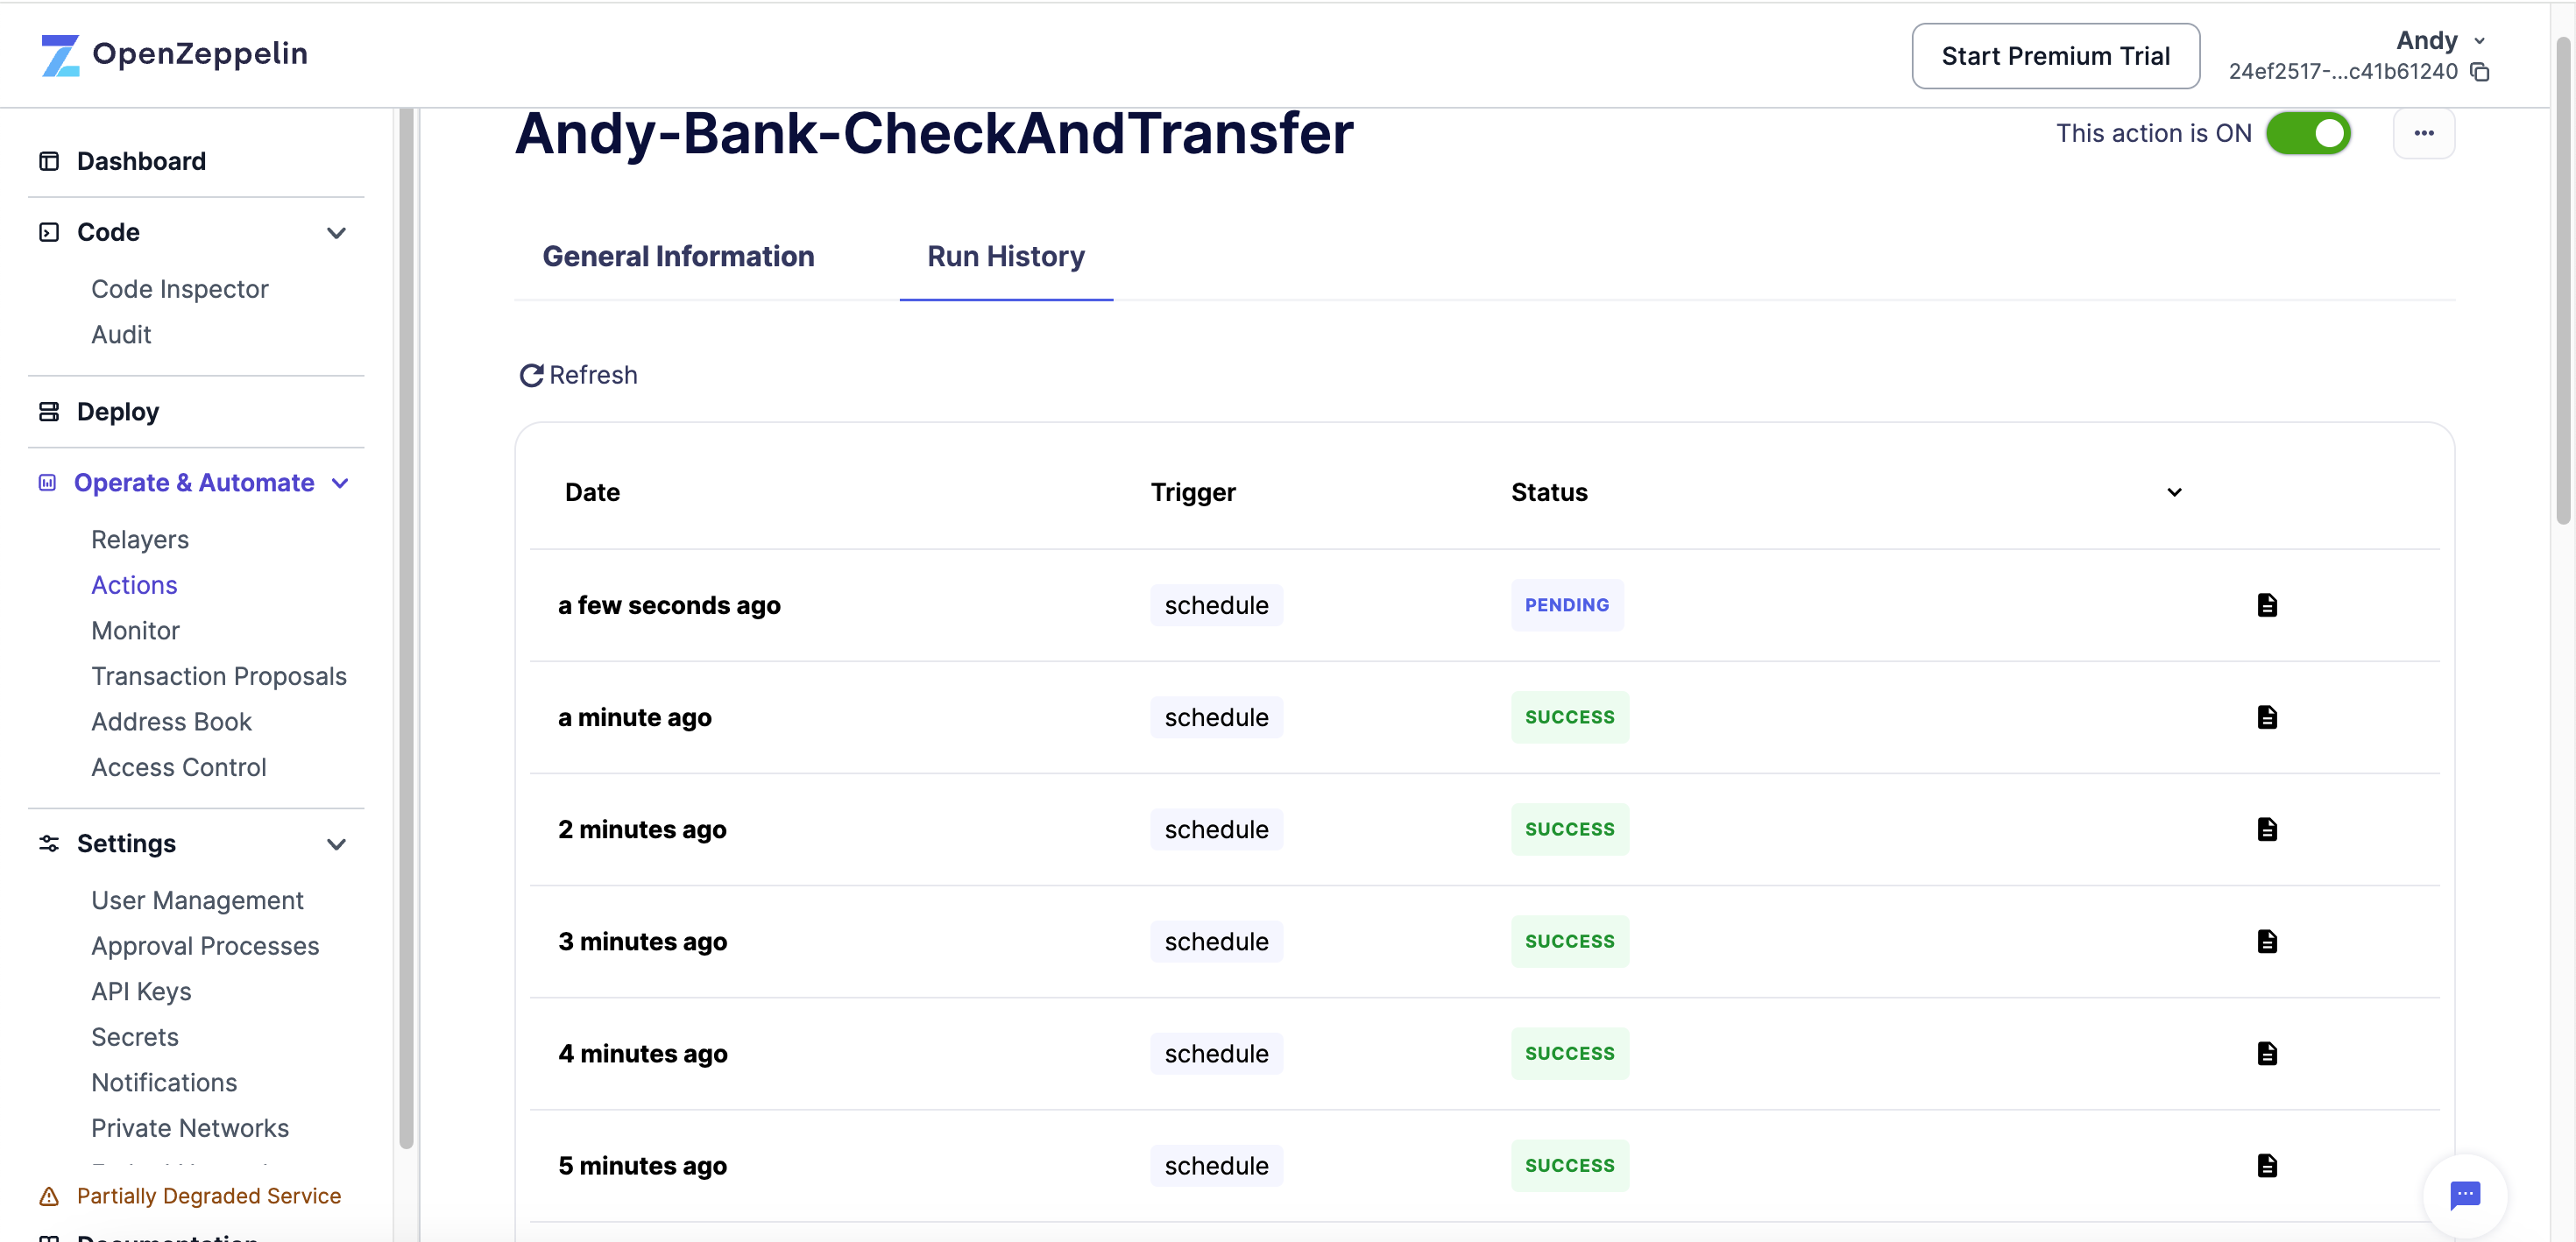 OpenZeppelin
Start Premium Trial
Andy
24ef2517-...c41b61240
Dashboard
Code
Code Inspector
Audit
Deploy
Operate & Automate
Relayers
Actions
Monitor
Transaction Proposals
Address Book
Access Control
Settings
User Management
Approval Processes
API Keys
Secrets
Notifications
Private Networks
Partially Degraded Service
Documentation
Andy-Bank-CheckAndTransfer
This action is ON
General Information
Run History
Refresh
Date Trigger Status
a few seconds ago schedule PENDING
a minute ago schedule SUCCESS
2 minutes ago schedule SUCCESS
3 minutes ago schedule SUCCESS
4 minutes ago schedule SUCCESS
5 minutes ago schedule SUCCESS